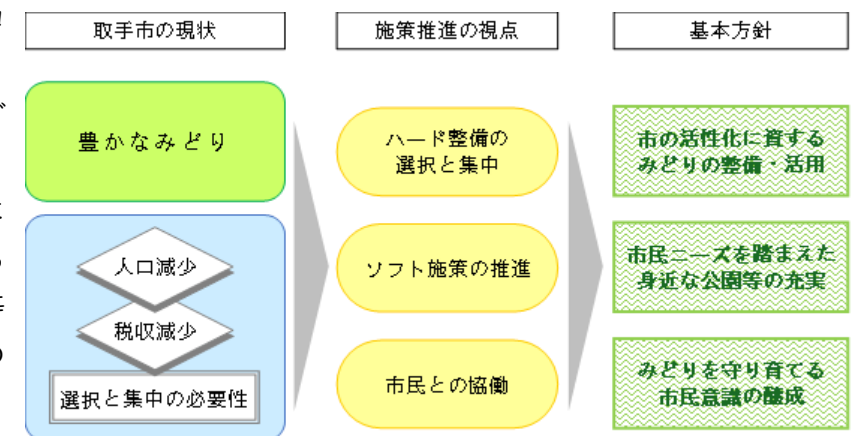 取手市の現状
施策推進の視点
基本方針
豊かなみどり
人口減少
税収減少
選択と集中の必要性
ハード整備の
選択と集中
ソフト施策の推進
市民との協働
市の活性化に資する
みどりの整備・活用
市民ニーズを踏まえた
身近な公園等の充実
みどりを守り育てる
市民意識の醸成